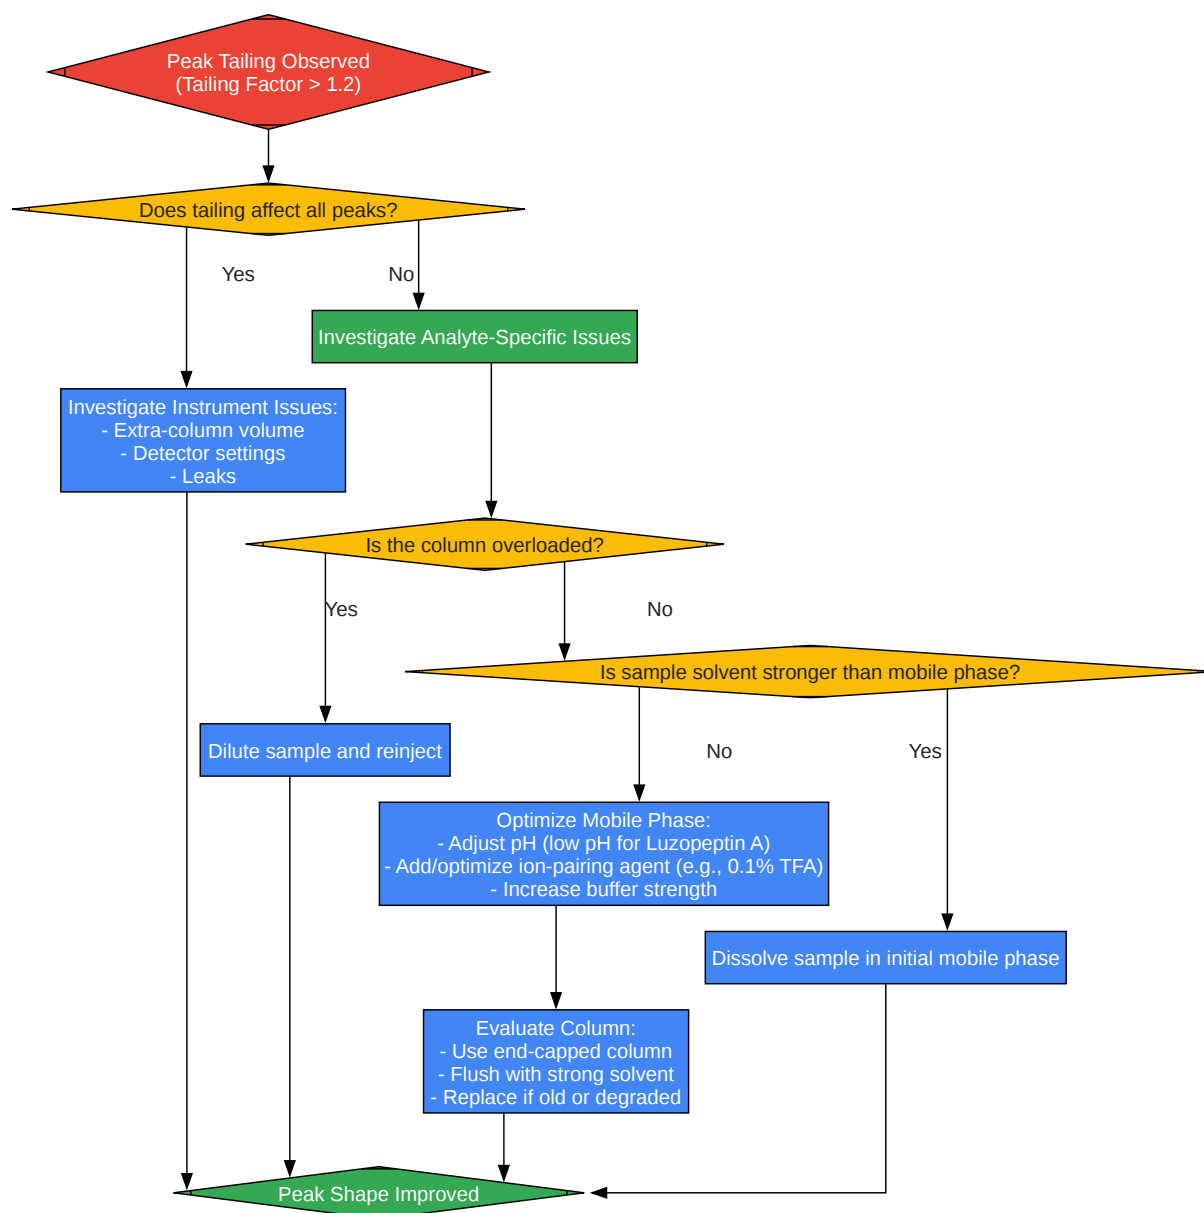 Peak Tailing Observed
(Tailing Factor > 1.2)
Does tailing affect all peaks?
Yes
No
Investigate Analyte-Specific Issues
Investigate Instrument Issues:
- Extra-column volume
- Detector settings
- Leaks
Is the column overloaded?
Yes
No
Is sample solvent stronger than mobile phase?
Dilute sample and reinject
No
Yes
Optimize Mobile Phase:
- Adjust pH (low pH for Luzopeptin A)
- Add/optimize ion-pairing agent (e.g., 0.1% TFA)
- Increase buffer strength
Dissolve sample in initial mobile phase
Evaluate Column:
- Use end-capped column
- Flush with strong solvent
- Replace if old or degraded
Peak Shape Improved